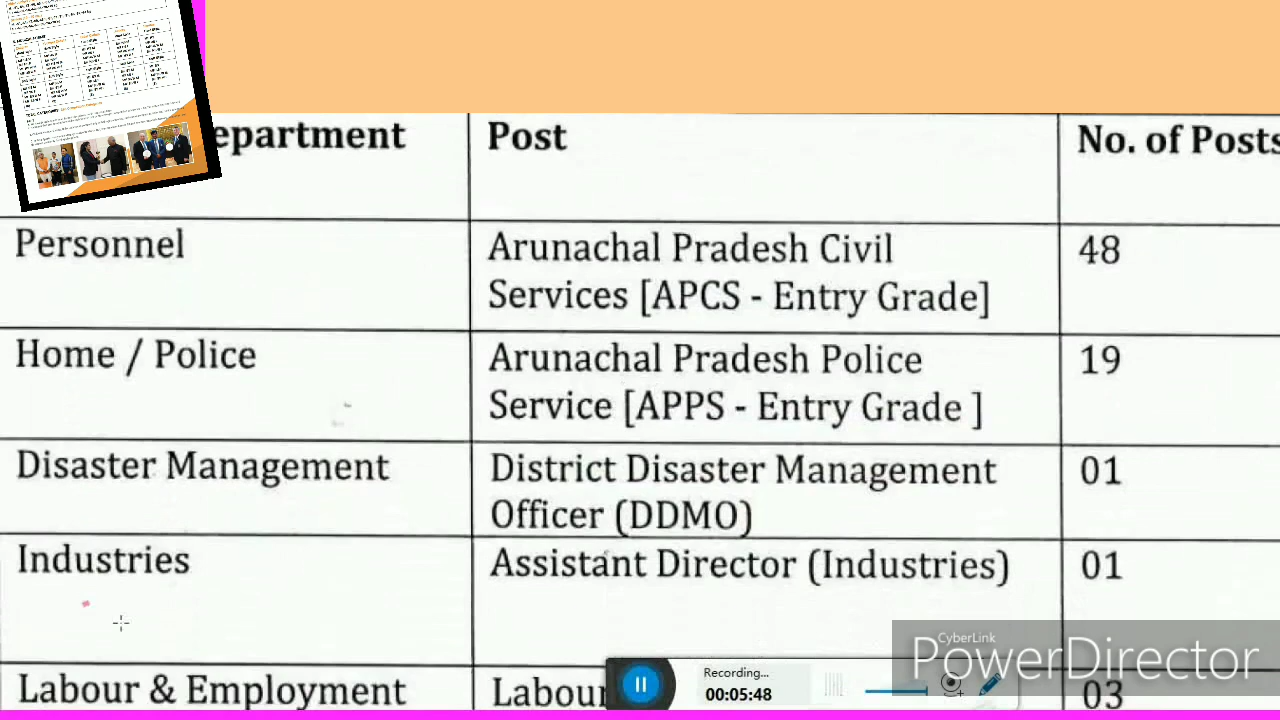 epartment Post No. of Posts
Personnel Arunachal Pradesh Civil 48
Services [APCS - Entry Grade]
Home / Police Arunachal Pradesh Police 19
Service [APPS - Entry Grade ]
Disaster Management District Disaster Management 01
Officer (DDMO)
Industries Assistant Director (Industries) 01
Labour & Employment Labour 03
Recording...
00:05:48
CyberLink
PowerDirector